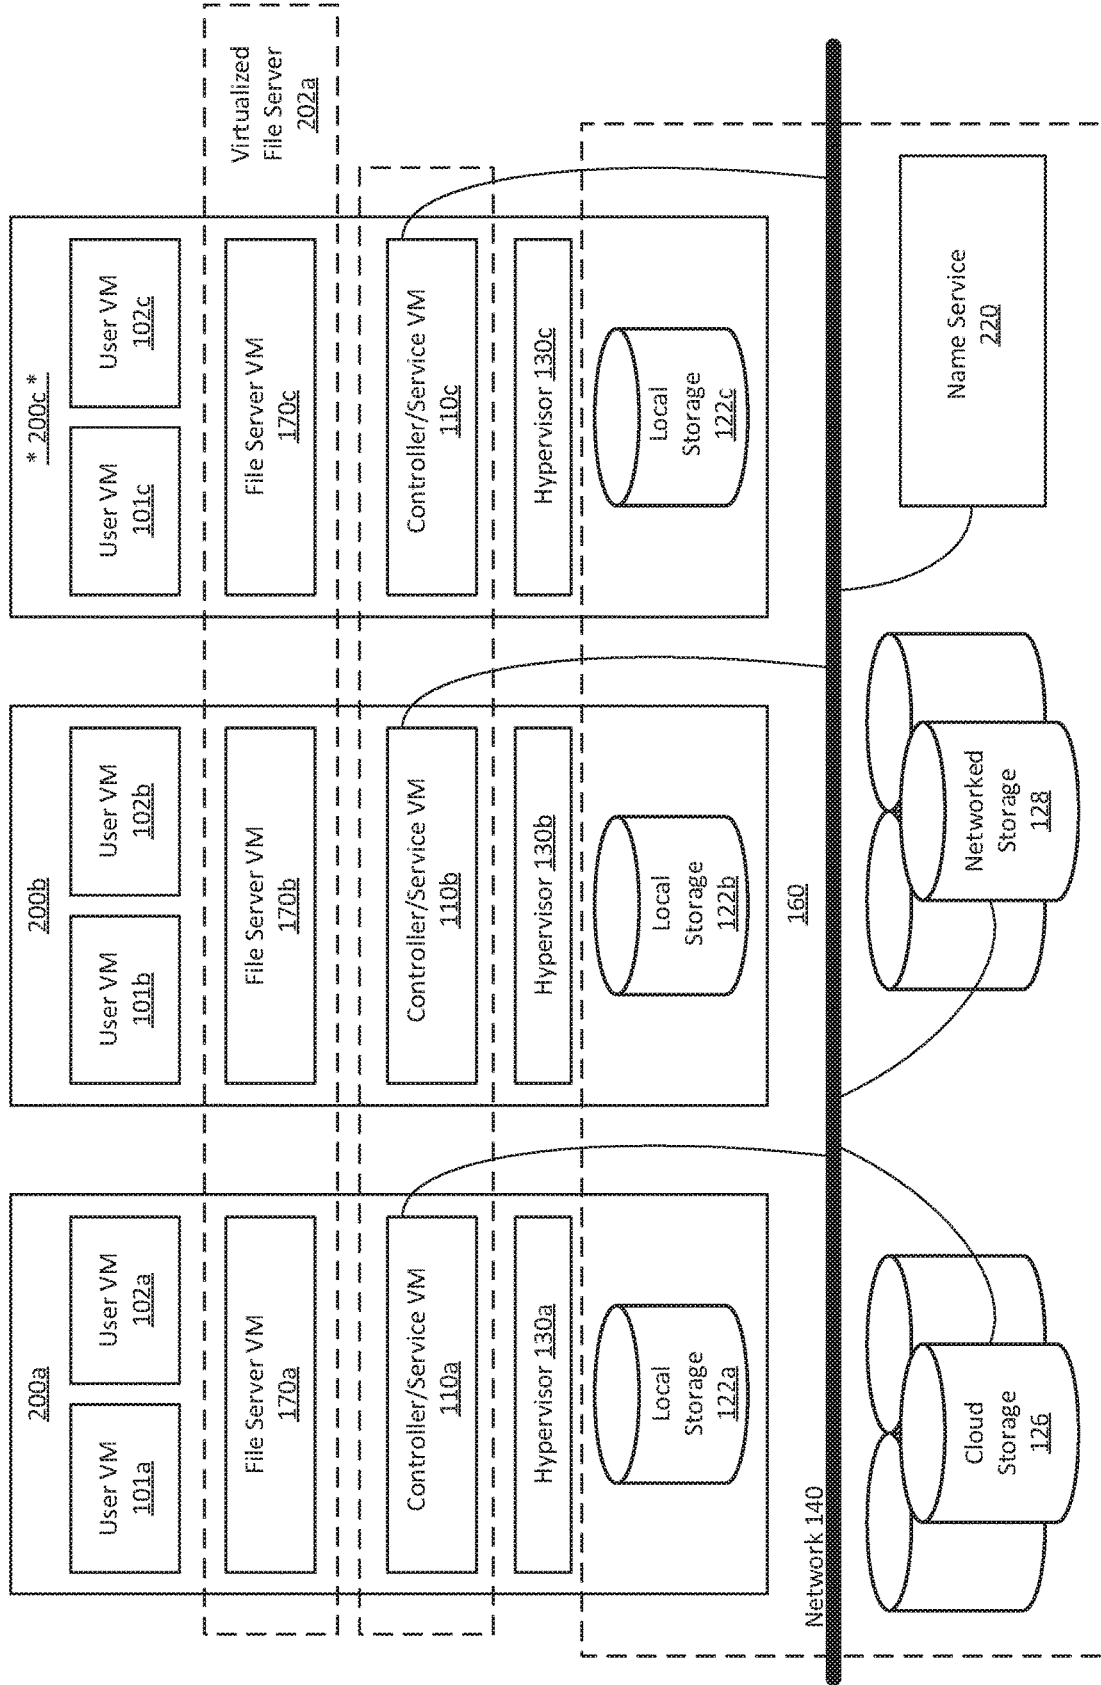 200a
User VM
101a
User VM
102a
File Server VM
170a
Controller/Service VM
110a
Hypervisor 130a
Local
Storage
122a
200b
User VM
101b
User VM
102b
File Server VM
170b
Controller/Service VM
110b
Hypervisor 130b
Local
Storage
122b
* 200c *
User VM
101c
User VM
102c
File Server VM
170c
Controller/Service VM
110c
Hypervisor 130c
Local
Storage
122c
Virtualized
File Server
202a
160
Network 140
Cloud
Storage
126
Networked
Storage
128
Name Service
220